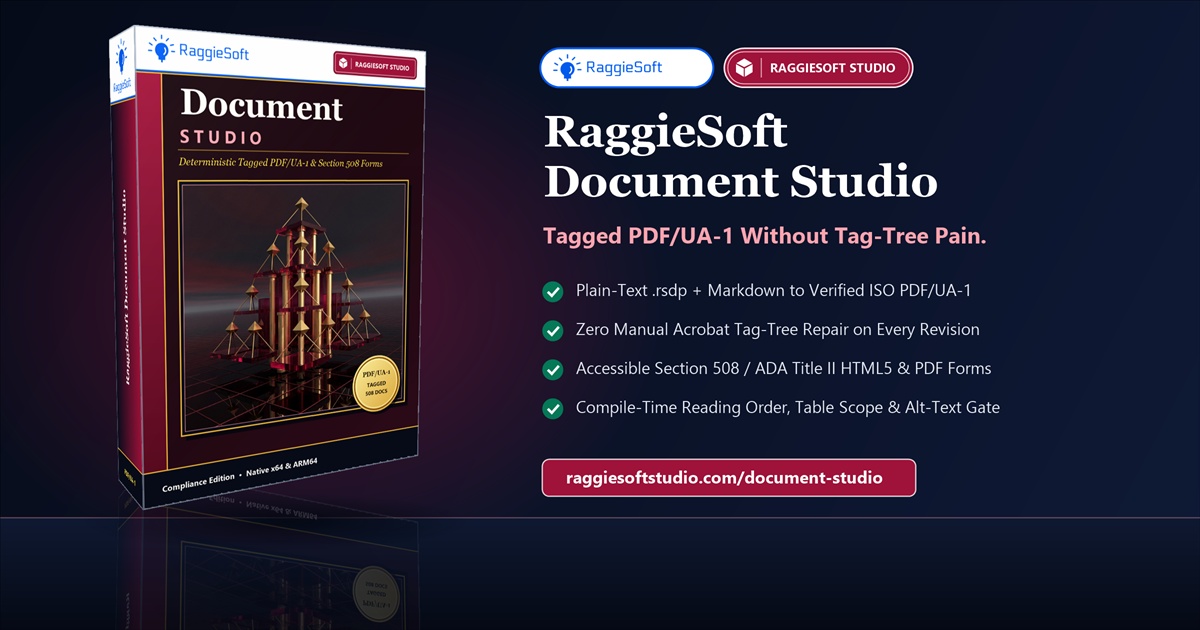 RaggieSoft
RAGGIESOFT STUDIO
RaggieSoft
Document
STUDIO
Deterministic Tagged PDF/UA-1 & Section 508 Forms
RaggieSoft Document Studio
PDF/UA-1
TAGGED
508 DOCS
PDF/UA-1
Compliance Edition • Native x64 & ARM64
RaggieSoft
RAGGIESOFT STUDIO
RaggieSoft
Document Studio
Tagged PDF/UA-1 Without Tag-Tree Pain.
Plain-Text .rsdp + Markdown to Verified ISO PDF/UA-1
Zero Manual Acrobat Tag-Tree Repair on Every Revision
Accessible Section 508 / ADA Title II HTML5 & PDF Forms
Compile-Time Reading Order, Table Scope & Alt-Text Gate
raggiesoftstudio.com/document-studio